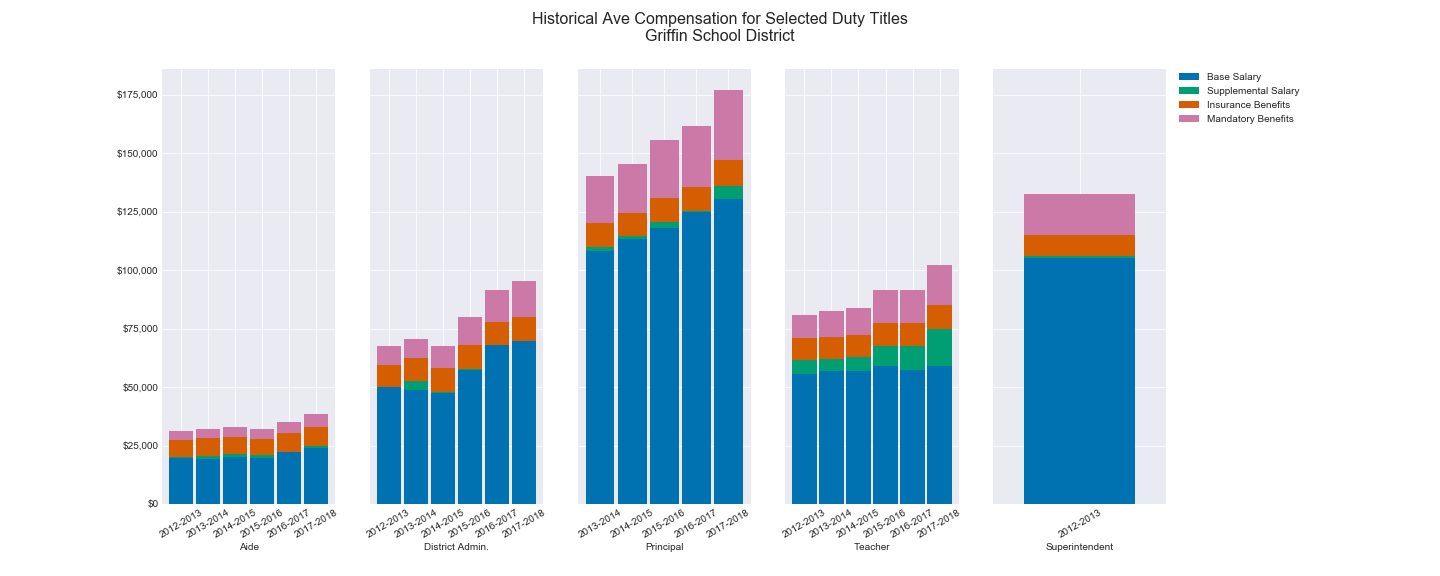 Historical Ave Compensation for Selected Duty Titles
Griffin School District
$175,000
$150,000
$125,000
$100,000
$75,000
$50,000
$25,000
$0
Base Salary
Supplemental Salary
Insurance Benefits
Mandatory Benefits
2012-2013
2013-2014
2014-2015
2015-2016
2016-2017
2017-2018
Aide
2012-2013
2013-2014
2014-2015
2015-2016
2016-2017
2017-2018
District Admin.
2013-2014
2014-2015
2015-2016
2016-2017
2017-2018
Principal
2012-2013
2013-2014
2014-2015
2015-2016
2016-2017
2017-2018
Teacher
2012-2013
Superintendent